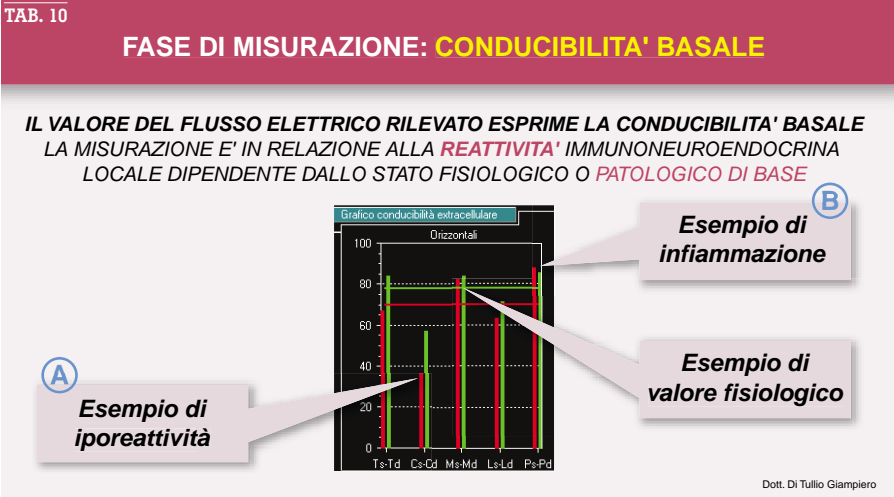 TAB. 10
FASE DI MISURAZIONE: CONDUCIBILITA' BASALE
IL VALORE DEL FLUSSO ELETTRICO RILEVATO ESPRIME LA CONDUCIBILITA' BASALE
LA MISURAZIONE E' IN RELAZIONE ALLA REATTIVITA' IMMUNONEUROENDOCRINA
LOCALE DIPENDENTE DALLO STATO FISIOLOGICO O PATOLOGICO DI BASE
Grafico conducibilità extracellulare
Orizzontali
100
80
60
40
20
0
Ts-Td Cs-Cd Ms-Md Ls-Ld Ps-Pd
B
Esempio di
infiammazione
Esempio di
valore fisiologico
A
Esempio di
iporeattività
Dott. Di Tullio Giampiero